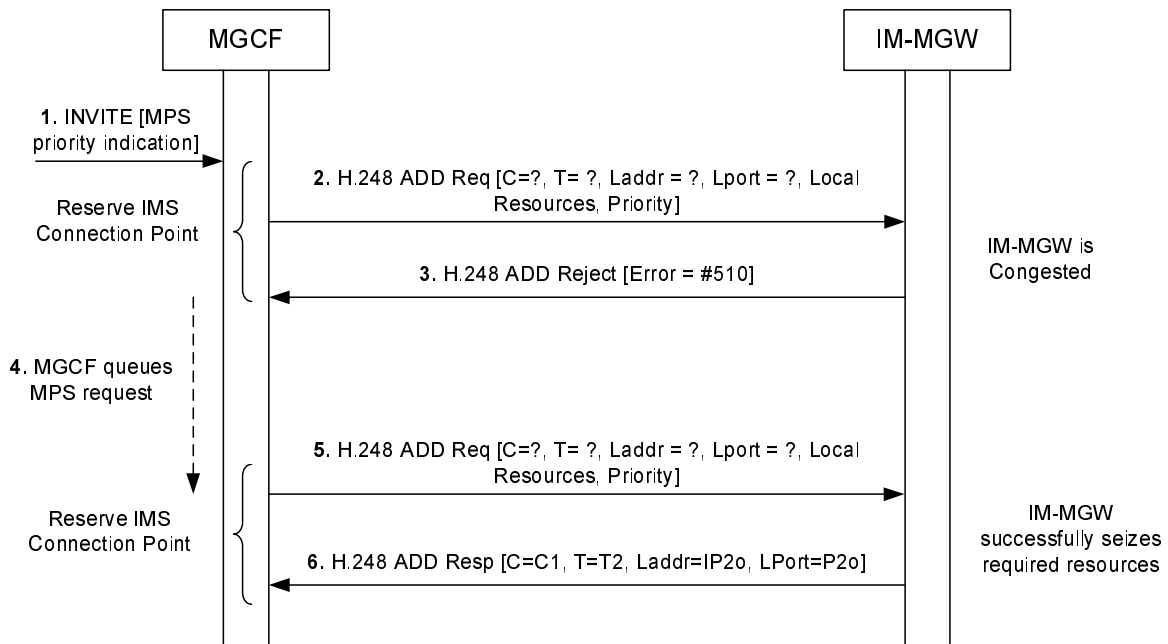 MGCF
IM-MGW
1. INVITE [MPS
priority indication]
2. H.248 ADD Req [C=?, T= ?, Laddr = ?, Lport = ?, Local
Resources, Priority]
Reserve IMS
Connection Point
IM-MGW is
Congested
3. H.248 ADD Reject [Error = #510]
4. MGCF queues
MPS request
5. H.248 ADD Req [C=?, T= ?, Laddr = ?, Lport = ?, Local
Resources, Priority]
Reserve IMS
Connection Point
IM-MGW
successfully seizes
required resources
6. H.248 ADD Resp [C=C1, T=T2, Laddr=IP2o, LPort=P2o]